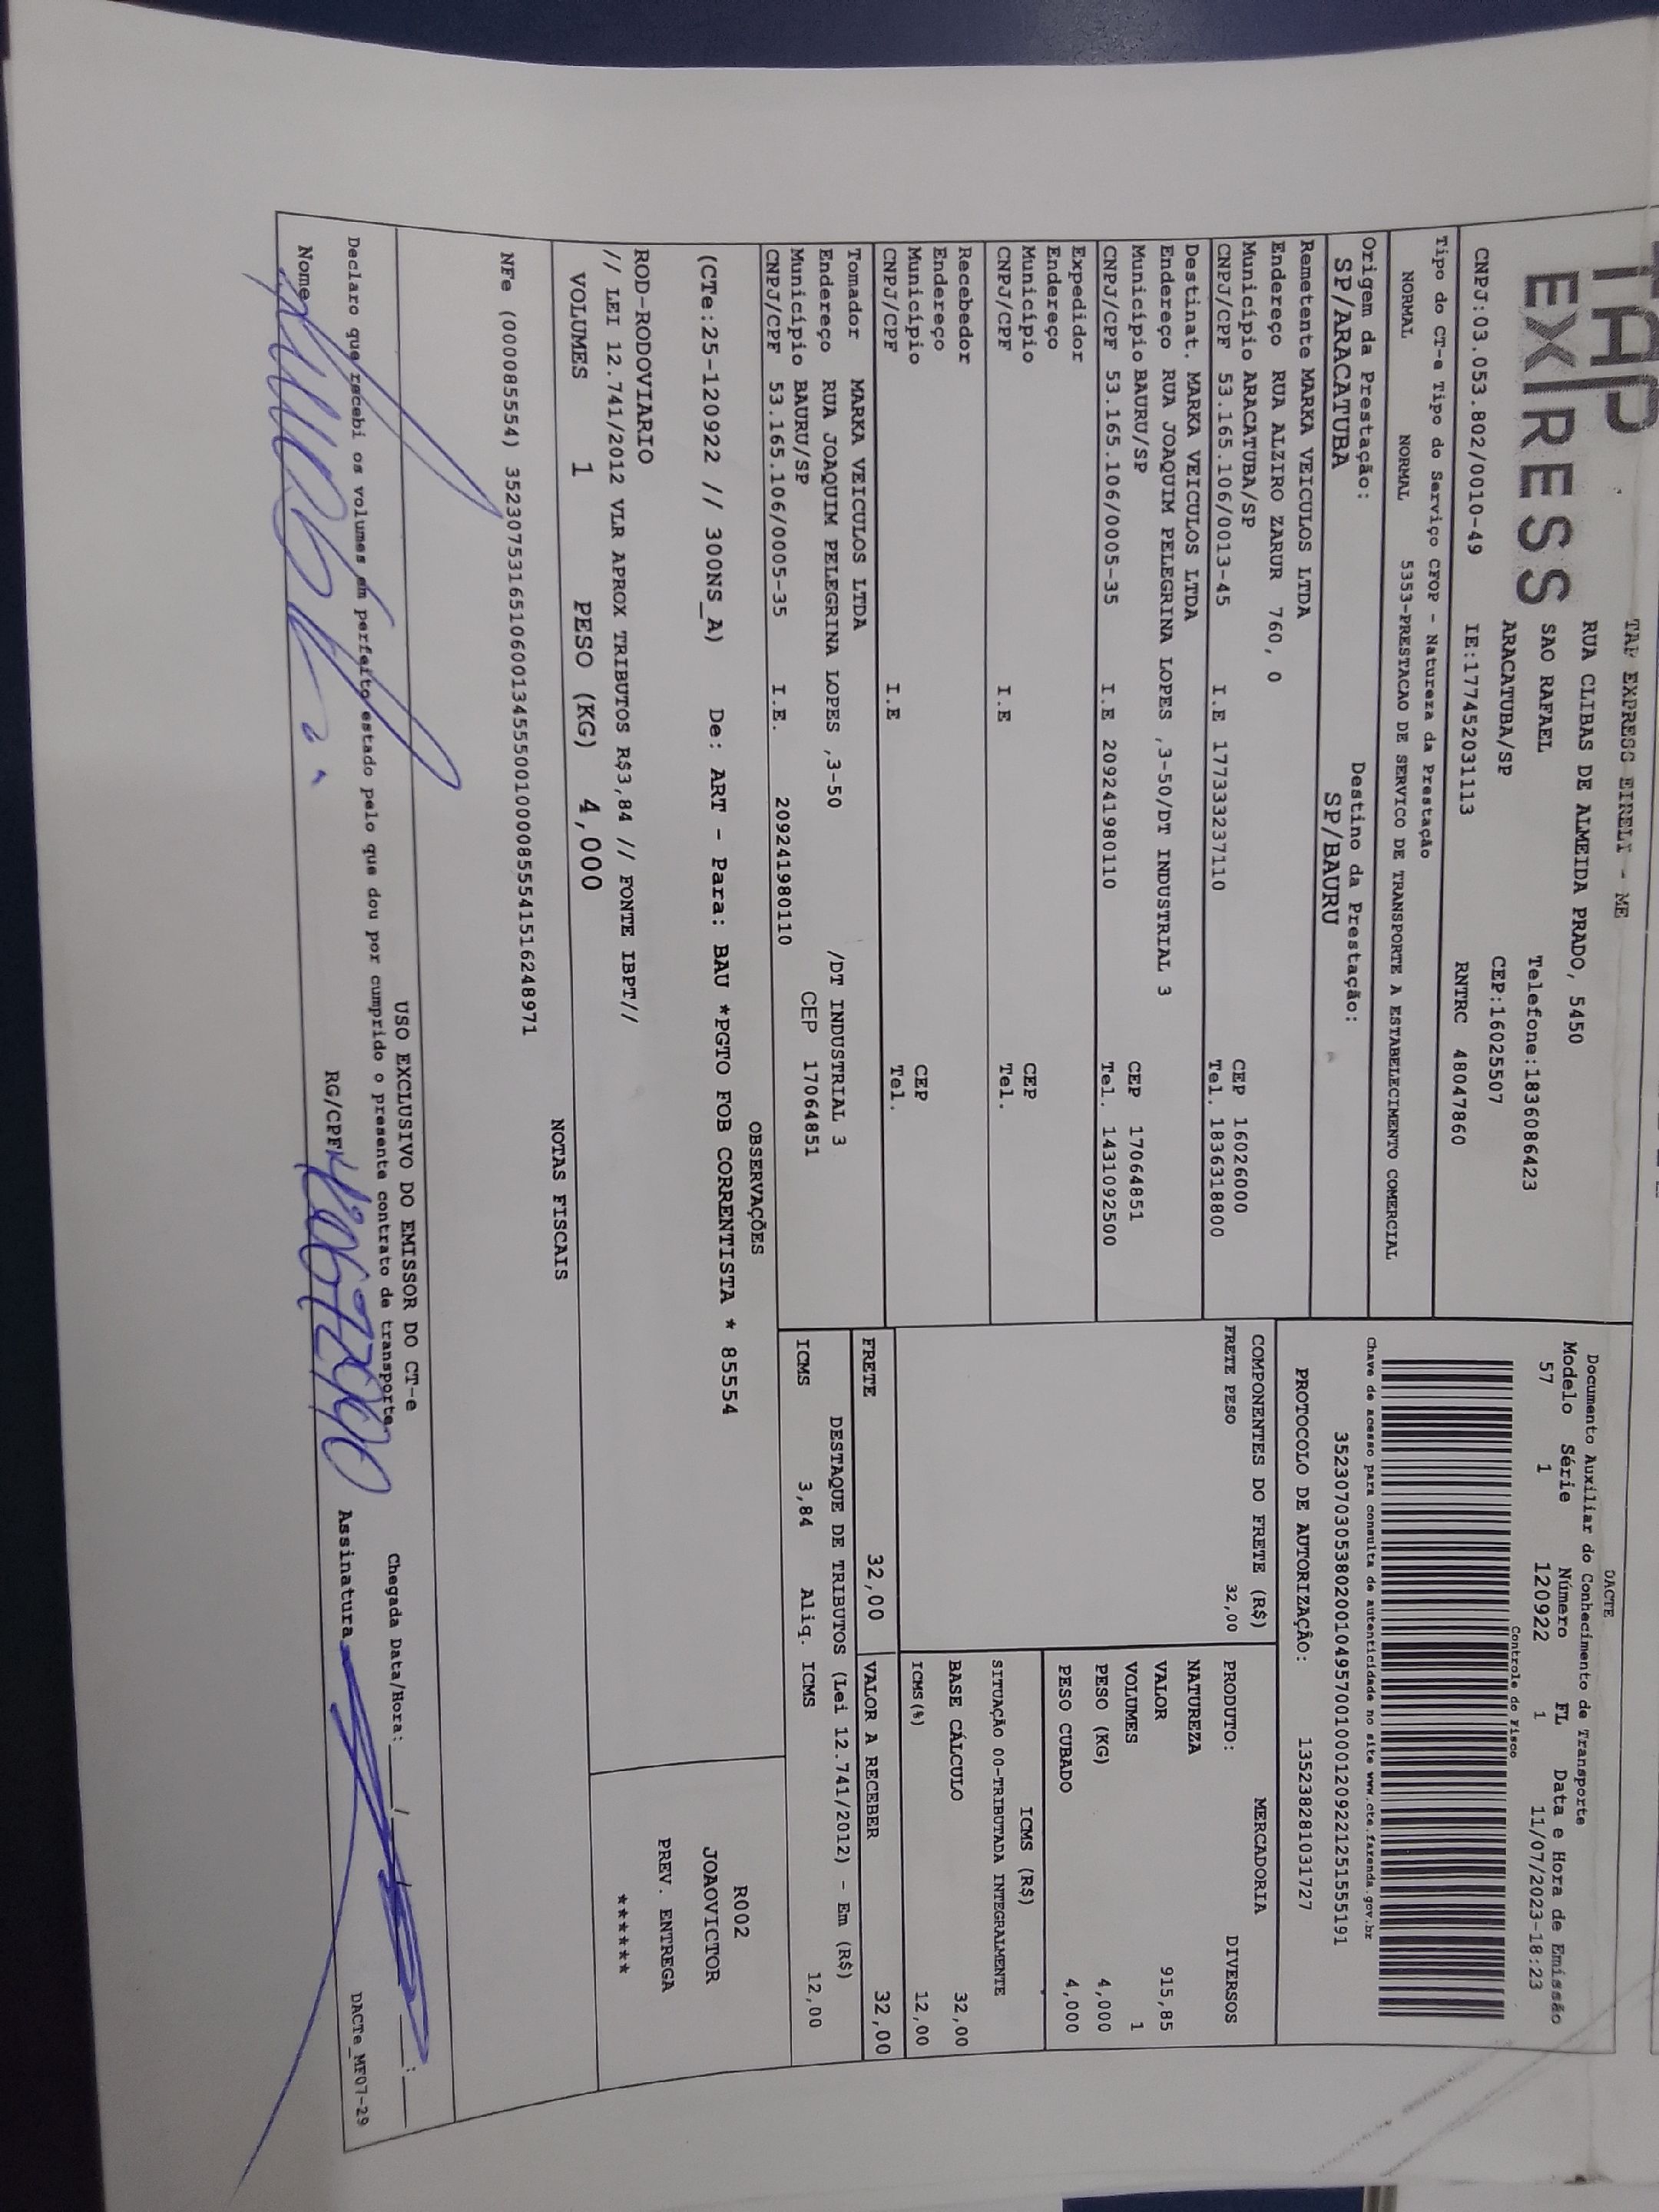 TAP
EXPRESS
TAP EXPRESS EIRELI - ME
RUA CLIBAS DE ALMEIDA PRADO, 5450
SAO RAFAEL Telefone:1836086423
ARACATUBA/SP CEP:16025507
CNPJ:03.053.802/0010-49 IE:177452031113 RNTRC 48047860
DACTE
Documento Auxiliar do Conhecimento de Transporte
Modelo Série Número FL Data e Hora de Emissão
57 1 120922 1 11/07/2023-18:23
Controle do Fisco
Chave de acesso para consulta de autenticidade no site www.cte.fazenda.gov.br
35230703053802001049570010001209221251555191
PROTOCOLO DE AUTORIZAÇÃO: 135238281031727
Tipo do CT-e Tipo do Serviço CFOP - Natureza da Prestação
NORMAL NORMAL 5353-PRESTACAO DE SERVICO DE TRANSPORTE A ESTABELECIMENTO COMERCIAL
Origem da Prestação: Destino da Prestação:
SP/ARACATUBA SP/BAURU
Remetente MARKA VEICULOS LTDA
Endereço RUA ALZIRO ZARUR 760, 0
Município ARACATUBA/SP CEP 16026000
CNPJ/CPF 53.165.106/0013-45 I.E 177333237110 Tel. 1836318800
Destinat. MARKA VEICULOS LTDA
Endereço RUA JOAQUIM PELEGRINA LOPES ,3-50/DT INDUSTRIAL 3
Município BAURU/SP CEP 17064851
CNPJ/CPF 53.165.106/0005-35 I.E 209241980110 Tel. 1431092500
Expedidor
Endereço
Município CEP
CNPJ/CPF I.E Tel.
Recebedor
Endereço
Município CEP
CNPJ/CPF I.E Tel.
Tomador MARKA VEICULOS LTDA
Endereço RUA JOAQUIM PELEGRINA LOPES ,3-50 /DT INDUSTRIAL 3
Município BAURU/SP CEP 17064851
CNPJ/CPF 53.165.106/0005-35 I.E. 209241980110
COMPONENTES DO FRETE (R$)
FRETE PESO 32,00
MERCADORIA
PRODUTO: DIVERSOS
NATUREZA
VALOR 915,85
VOLUMES 1
PESO (KG) 4,000
PESO CUBADO 4,000
ICMS (R$)
SITUAÇÃO 00-TRIBUTADA INTEGRALMENTE
BASE CÁLCULO 32,00
ICMS(%) 12,00
FRETE 32,00 VALOR A RECEBER 32,00
DESTAQUE DE TRIBUTOS (Lei 12.741/2012) - Em (R$)
ICMS 3,84 Aliq. ICMS 12,00
OBSERVAÇÕES
(CTe:25-120922 // 300NS_A) De: ART - Para: BAU *PGTO FOB CORRENTISTA * 85554
ROD-RODOVIARIO
// LEI 12.741/2012 VLR APROX TRIBUTOS R$3,84 // FONTE IBPT//
R002
JOAOVICTOR
PREV. ENTREGA
******
VOLUMES 1 PESO (KG) 4,000
NOTAS FISCAIS
NFe (000085554) 35230753165106001345550010000855541516248971
USO EXCLUSIVO DO EMISSOR DO CT-e
Declaro que recebi os volumes em perfeito estado pelo que dou por cumprido o presente contrato de transporte. Chegada Data/Hora: / / :
Nome RG/CPF Assinatura
DACTe_MF07-29